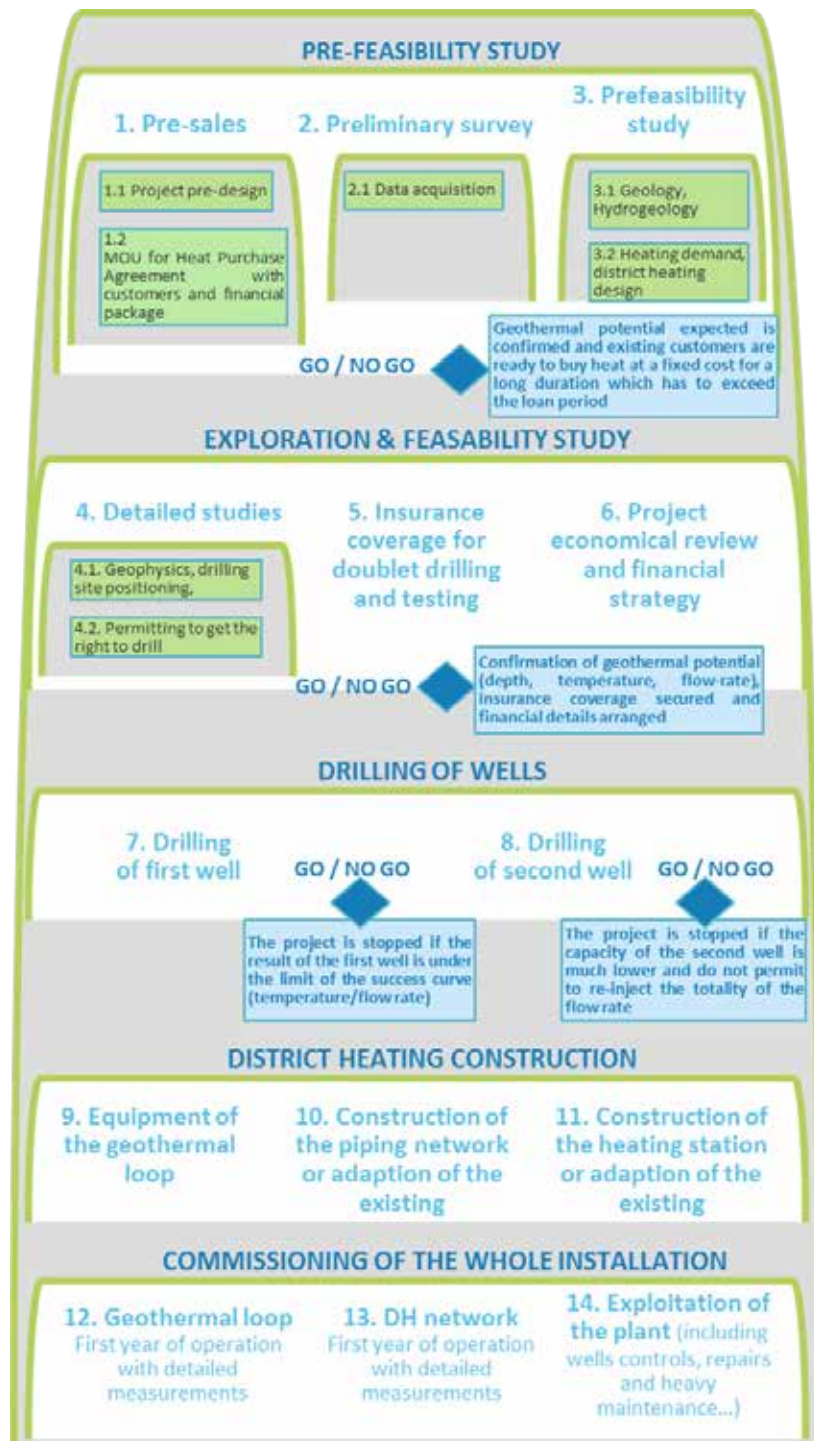 PRE-FEASIBILITY STUDY
1. Pre-sales
2. Preliminary survey
3. Prefeasibility
study
1.1 Project pre-design
1.2
MOU for Heat Purchase
Agreement with
customers and financial
package
2.1 Data acquisition
3.1 Geology,
Hydrogeology
3.2 Heating demand,
district heating
design
GO / NO GO
Geothermal potential expected is
confirmed and existing customers are
ready to buy heat at a fixed cost for a
long duration which has to exceed
the loan period
EXPLORATION & FEASABILITY STUDY
4. Detailed studies
4.1. Geophysics, drilling
site positioning,
4.2. Permitting to get the
right to drill
5. Insurance
coverage for
doublet drilling
and testing
6. Project
economical review
and financial
strategy
GO / NO GO
Confirmation of geothermal potential
(depth, temperature, flow-rate),
insurance coverage secured and
financial details arranged
DRILLING OF WELLS
7. Drilling
of first well
GO / NO GO
The project is stopped if the
result of the first well is under
the limit of the success curve
(temperature/flow rate)
8. Drilling
of second well
GO / NO GO
The project is stopped if the
capacity of the second well is
much lower and do not permit
to re-inject the totality of the
flow rate
DISTRICT HEATING CONSTRUCTION
9. Equipment of
the geothermal
loop
10. Construction of
the piping network
or adaption of the
existing
11. Construction of
the heating station
or adaption of the
existing
COMMISSIONING OF THE WHOLE INSTALLATION
12. Geothermal loop
First year of operation
with detailed
measurements
13. DH network
First year of operation
with detailed
measurements
14. Exploitation of
the plant (including
wells controls, repairs
and heavy
maintenance...)